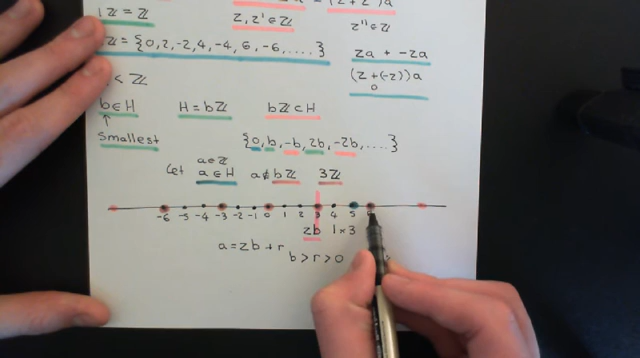 (z + z')a
1ℤ = ℤ
z, z' ∈ ℤ
z'' ∈ ℤ
ℤ = {0, 2, -2, 4, -4, 6, -6, ....}
za + -za
< ℤ
(z + (-z))a
0
b ∈ H
H = bℤ
bℤ ⊂ H
↑
Smallest
{0, b, -b, 2b, -2b, ....}
Let a ∈ ℤ
a ∈ H
a ∉ bℤ
3ℤ
-6 -5 -4 -3 -2 -1 0 1 2 3 4 5 6
zb 1×3
a = zb + r
b > r > 0